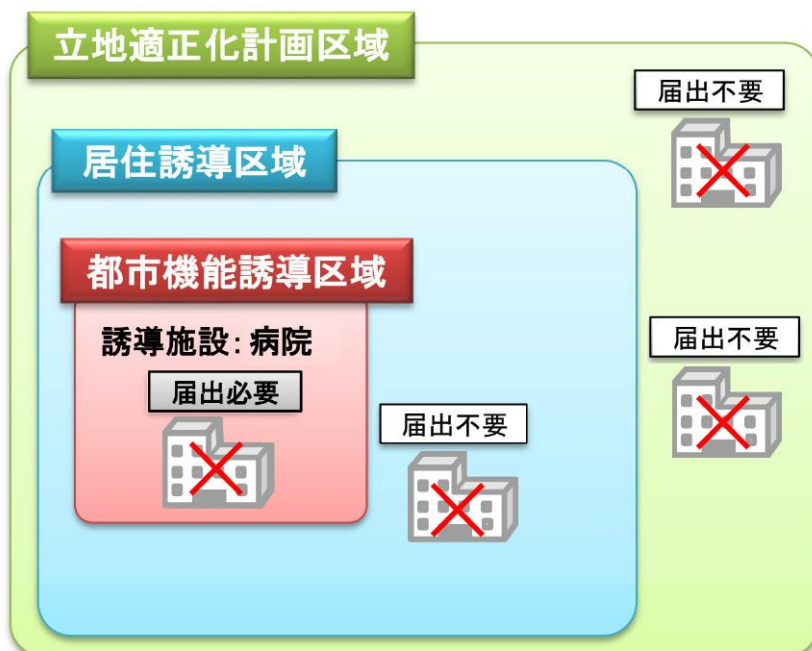 立地適正化計画区域
届出不要
居住誘導区域
都市機能誘導区域
誘導施設：病院
届出必要
届出不要
届出不要